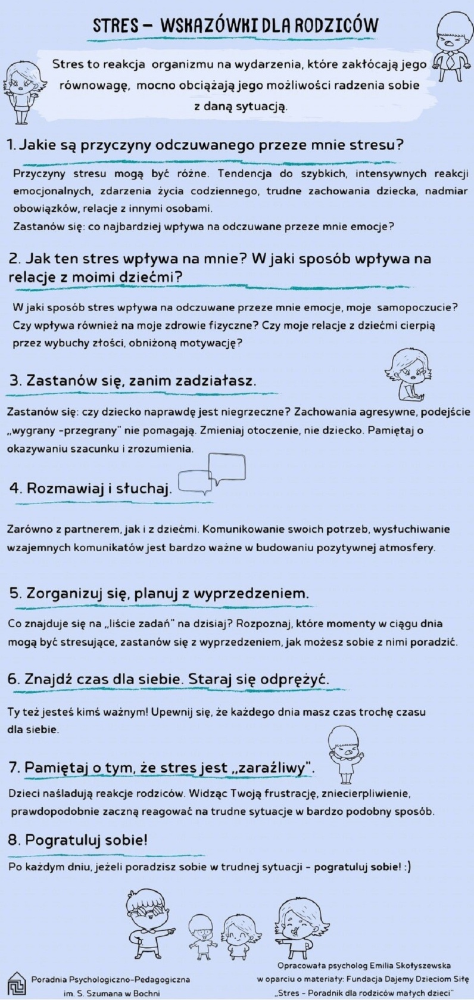 STRES – WSKAZÓWKI DLA RODZICÓW
Stres to reakcja organizmu na wydarzenia, które zakłócają jego
równowagę, mocno obciążają jego możliwości radzenia sobie
z daną sytuacją.
1. Jakie są przyczyny odczuwanego przeze mnie stresu?
Przyczyny stresu mogą być różne. Tendencja do szybkich, intensywnych reakcji
emocjonalnych, zdarzenia życia codziennego, trudne zachowania dziecka, nadmiar
obowiązków, relacje z innymi osobami.
Zastanów się: co najbardziej wpływa na odczuwane przeze mnie emocje?
2. Jak ten stres wpływa na mnie? W jaki sposób wpływa na
relacje z moimi dziećmi?
W jaki sposób stres wpływa na odczuwane przeze mnie emocje, moje samopoczucie?
Czy wpływa również na moje zdrowie fizyczne? Czy moje relacje z dziećmi cierpią
przez wybuchy złości, obniżoną motywację?
3. Zastanów się, zanim zadziałasz.
Zastanów się: czy dziecko naprawdę jest niegrzeczne? Zachowania agresywne, podejście
„wygrany -przegrany" nie pomagają. Zmieniaj otoczenie, nie dziecko. Pamiętaj o
okazywaniu szacunku i zrozumienia.
4. Rozmawiaj i słuchaj.
Zarówno z partnerem, jak i z dziećmi. Komunikowanie swoich potrzeb, wysłuchiwanie
wzajemnych komunikatów jest bardzo ważne w budowaniu pozytywnej atmosfery.
5. Zorganizuj się, planuj z wyprzedzeniem.
Co znajduje się na „liście zadań" na dzisiaj? Rozpoznaj, które momenty w ciągu dnia
mogą być stresujące, zastanów się z wyprzedzeniem, jak możesz sobie z nimi poradzić.
6. Znajdź czas dla siebie. Staraj się odprężyć.
Ty też jesteś kimś ważnym! Upewnij się, że każdego dnia masz czas trochę czasu
dla siebie.
7. Pamiętaj o tym, że stres jest „zaraźliwy".
Dzieci naśladują reakcje rodziców. Widząc Twoją frustrację, zniecierpliwienie,
prawdopodobnie zaczną reagować na trudne sytuacje w bardzo podobny sposób.
8. Pogratuluj sobie!
Po każdym dniu, jeżeli poradzisz sobie w trudnej sytuacji – pogratuluj sobie! :)
Poradnia Psychologiczno-Pedagogiczna
im. S. Szumana w Bochni
Opracowała psycholog Emilia Skołyszewska
w oparciu o materiały: Fundacja Dajemy Dzieciom Siłę
„Stres – Poradnik dla rodziców małych dzieci"